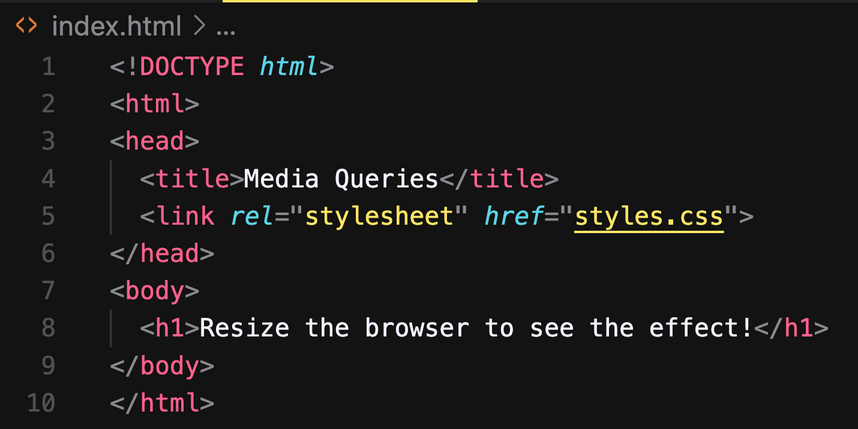 <> index.html > ...
1 <!DOCTYPE html>
2 <html>
3 <head>
4   <title>Media Queries</title>
5   <link rel="stylesheet" href="styles.css">
6 </head>
7 <body>
8   <h1>Resize the browser to see the effect!</h1>
9 </body>
10 </html>